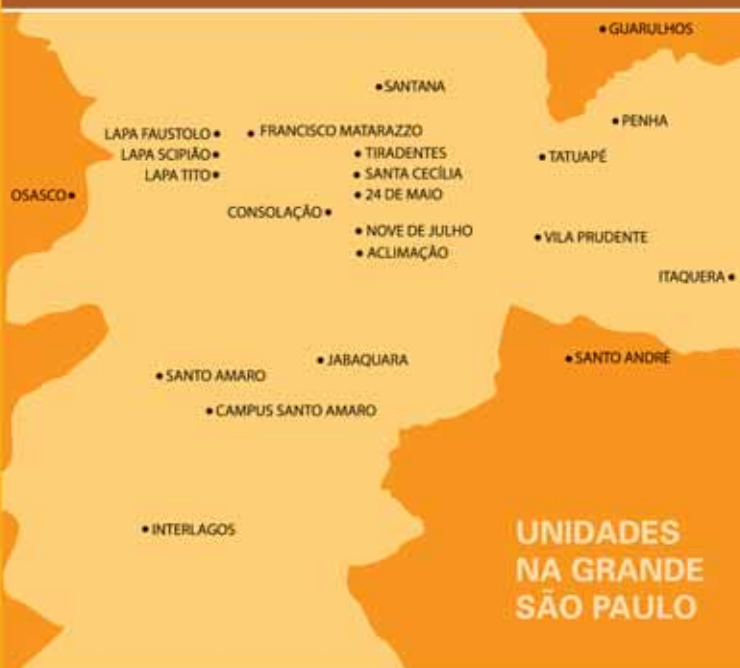 GUARULHOS
SANTANA
PENHA
LAPA FAUSTOLO
FRANCISCO MATARAZZO
LAPA SCIPIÃO
TIRADENTES
TATUAPÉ
LAPA TITO
SANTA CECÍLIA
OSASCO
24 DE MAIO
CONSOLAÇÃO
NOVE DE JULHO
VILA PRUDENTE
ACLIMAÇÃO
ITAQUERA
JABAQUARA
SANTO ANDRÉ
SANTO AMARO
CAMPUS SANTO AMARO
INTERLAGOS
UNIDADES
NA GRANDE
SÃO PAULO